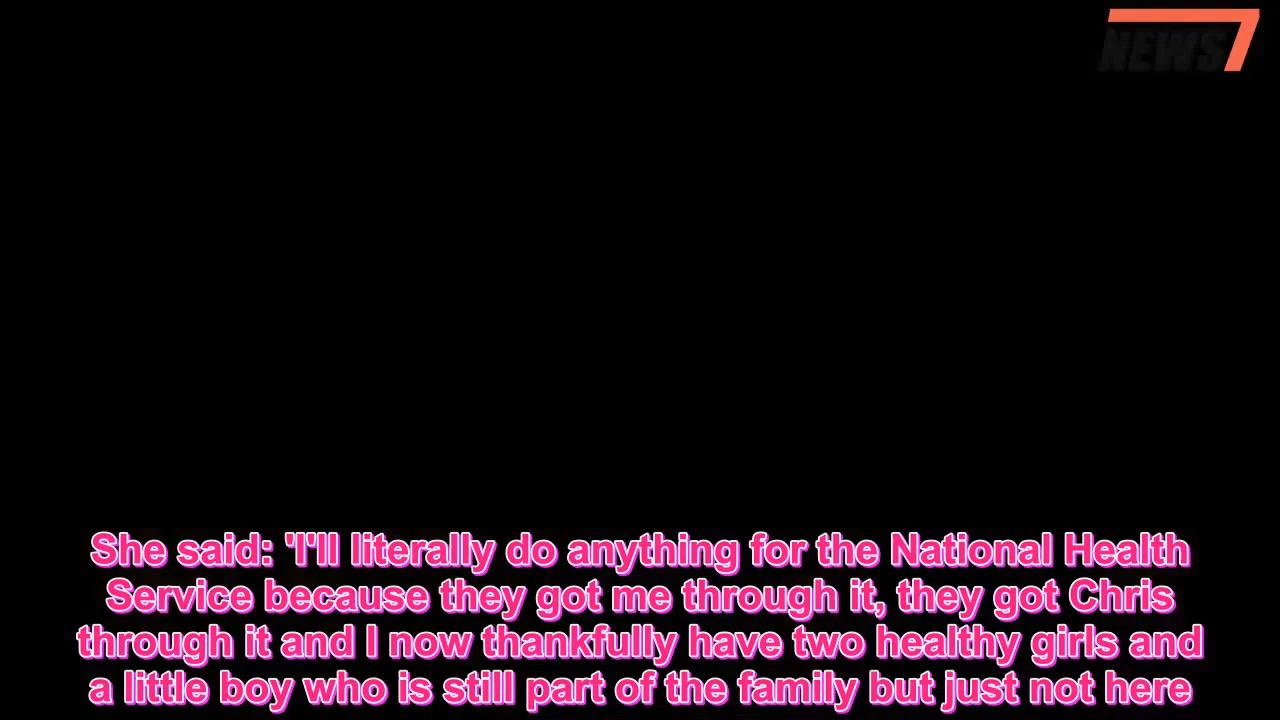 NEWS7
She said: 'I'll literally do anything for the National Health
Service because they got me through it, they got Chris
through it and I now thankfully have two healthy girls and
a little boy who is still part of the family but just not here